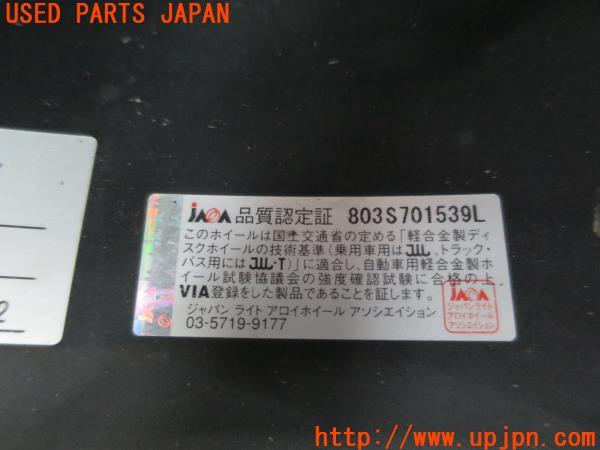 USED PARTS JAPAN
JAWA 品質認定証 803S701539L
このホイールは国土交通省の定める「軽合金製ディ
スクホイールの技術基準（乗用車用はJWL、トラック・
バス用にはJWL・T）」に適合し、自動車用軽合金製ホ
イール試験協議会の強度確認試験に合格の上
VIA登録をした製品であることを証します。
ジャパン ライト アロイホイール アソシエイション
03-5719-9177
JAWA
ジャパンライト
アロイホイール
アソシエイション
2
(株)ユーパーツ
http://www.upjpn.com